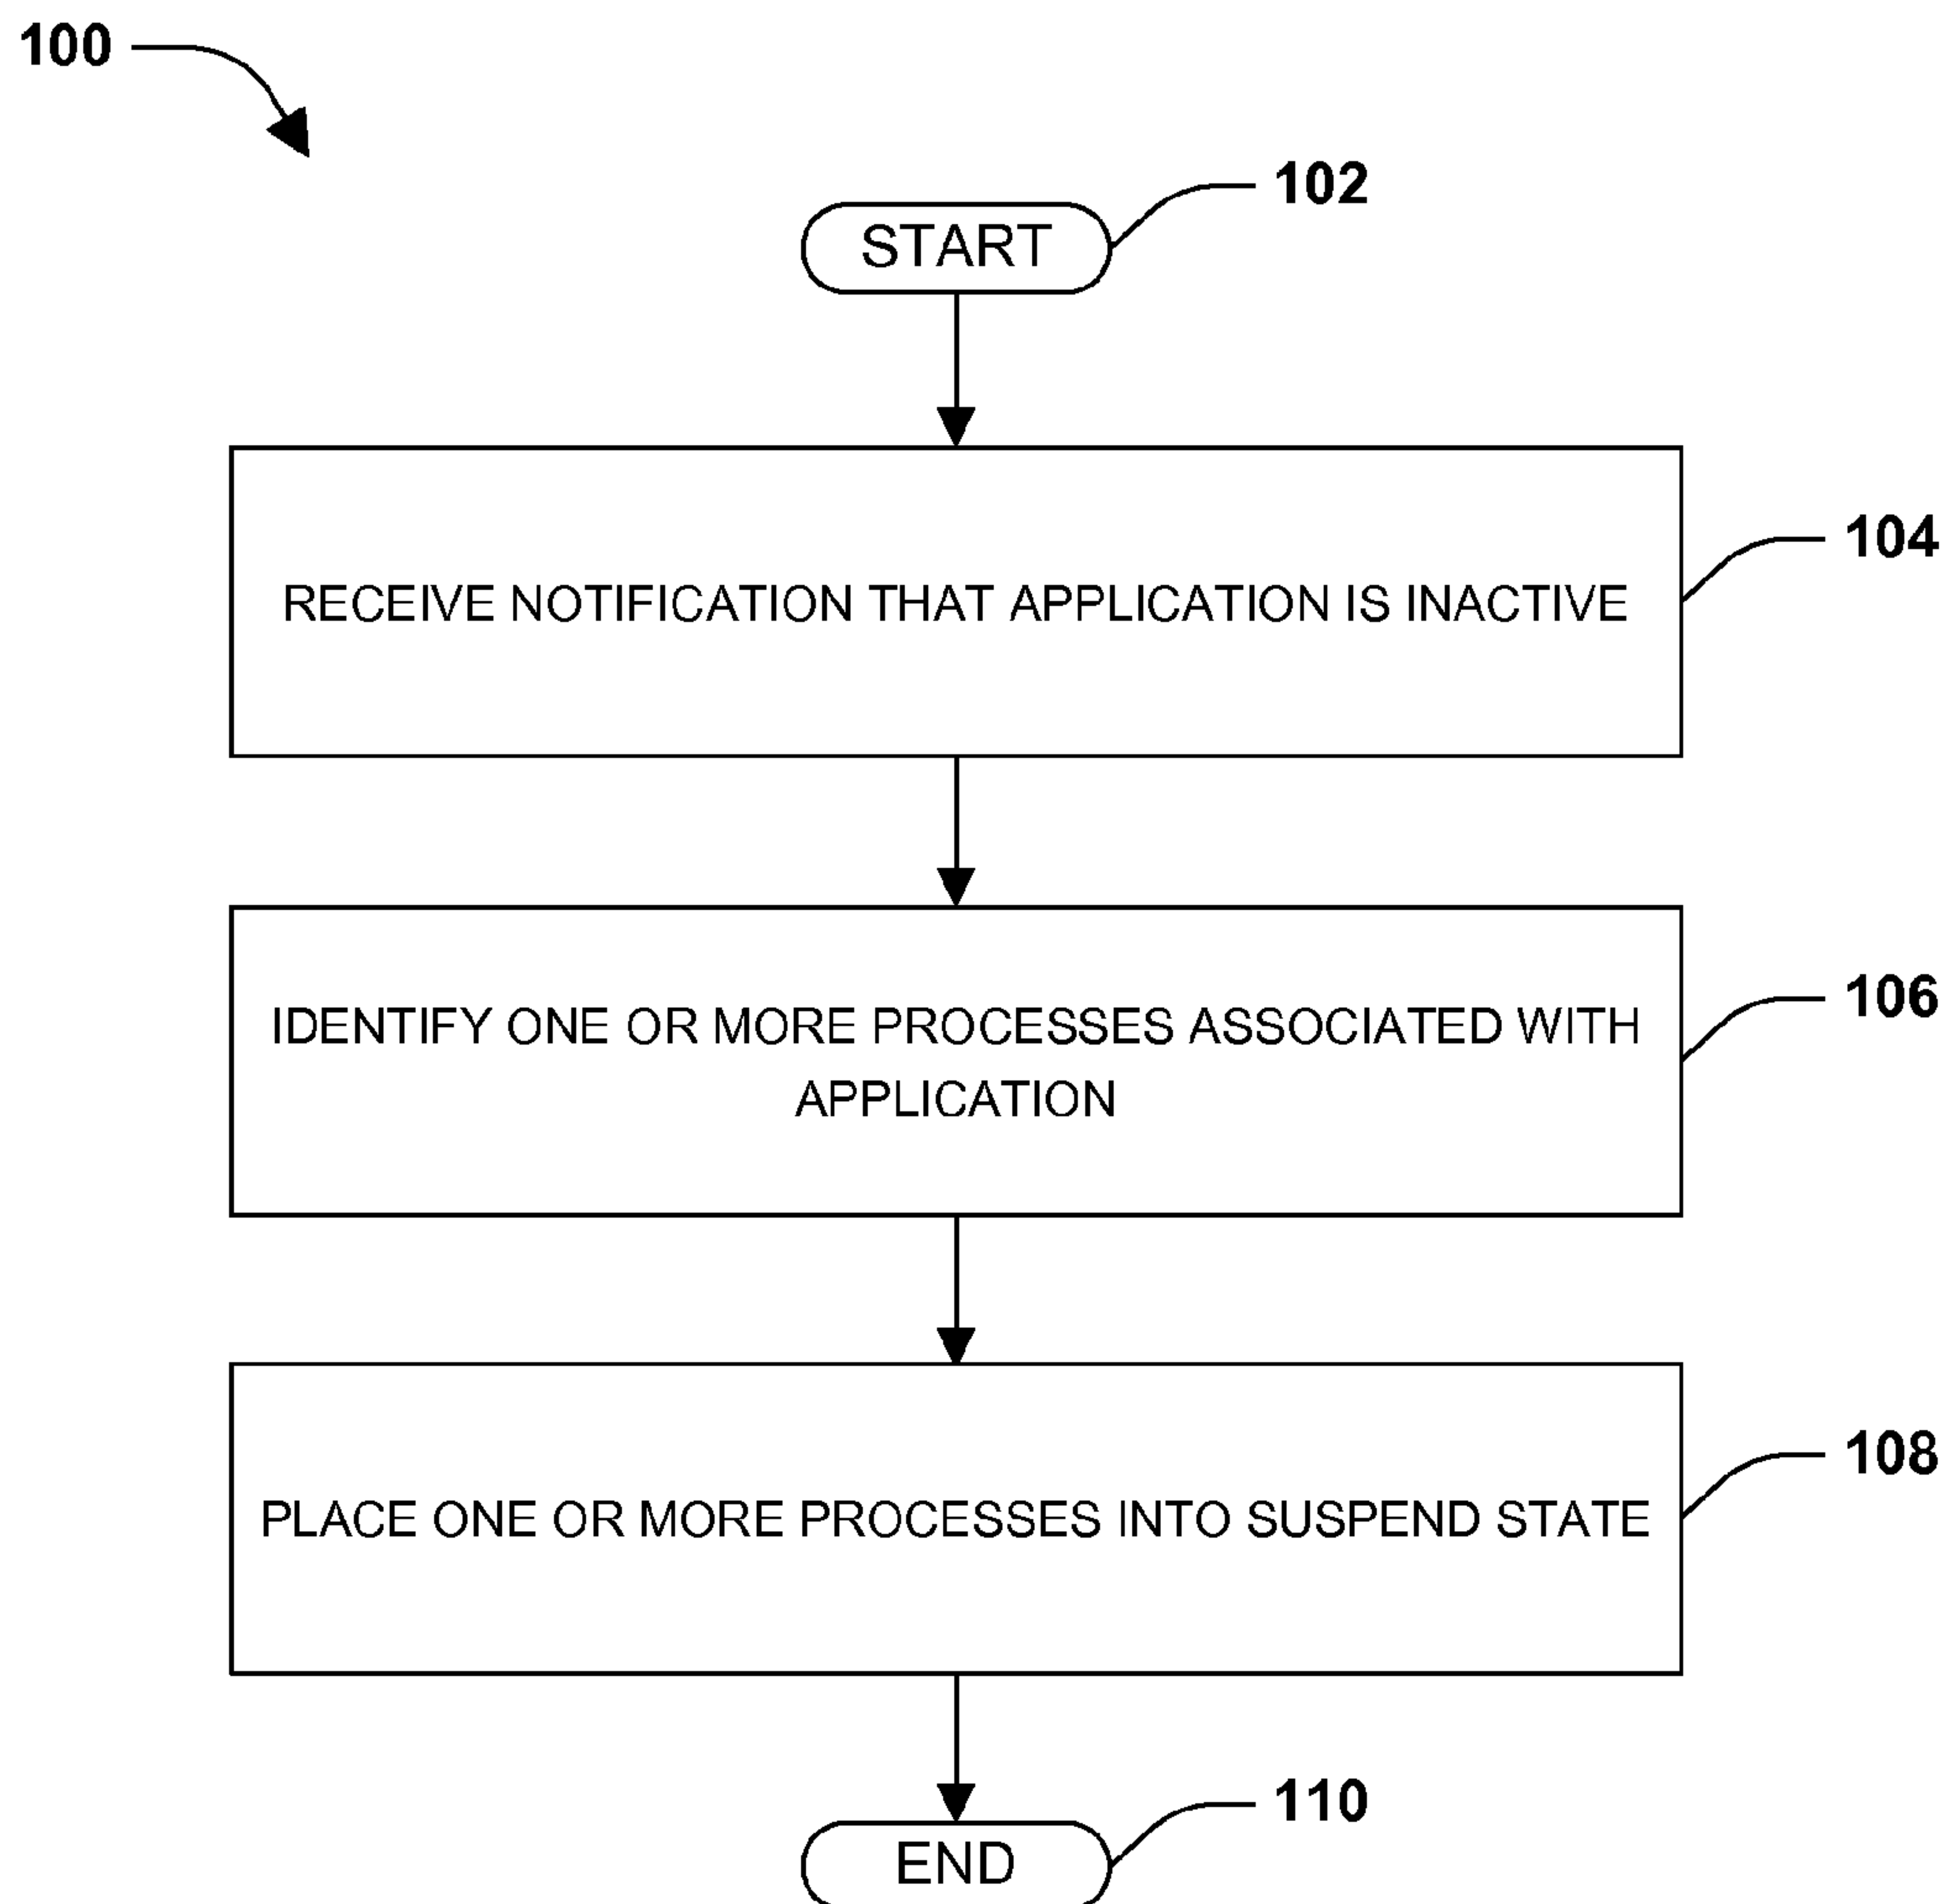 100
102
START
104
RECEIVE NOTIFICATION THAT APPLICATION IS INACTIVE
106
IDENTIFY ONE OR MORE PROCESSES ASSOCIATED WITH
APPLICATION
108
PLACE ONE OR MORE PROCESSES INTO SUSPEND STATE
110
END